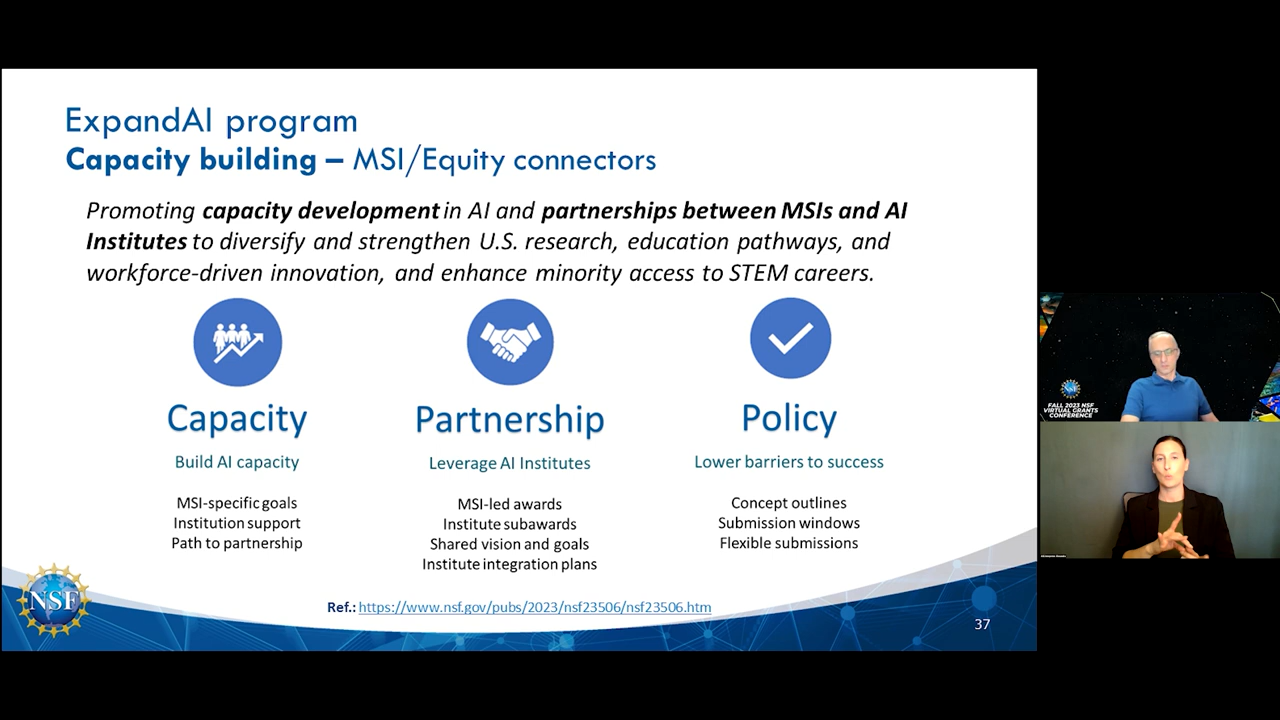 ExpandAI program
Capacity building – MSI/Equity connectors
Promoting capacity development in AI and partnerships between MSIs and AI
Institutes to diversify and strengthen U.S. research, education pathways, and
workforce-driven innovation, and enhance minority access to STEM careers.
Capacity
Build AI capacity
MSI-specific goals
Institution support
Path to partnership
Partnership
Leverage AI Institutes
MSI-led awards
Institute subawards
Shared vision and goals
Institute integration plans
Policy
Lower barriers to success
Concept outlines
Submission windows
Flexible submissions
NSF
Ref.: https://www.nsf.gov/pubs/2023/nsf23506/nsf23506.htm
37
FALL 2023 NSF
VIRTUAL GRANTS
CONFERENCE